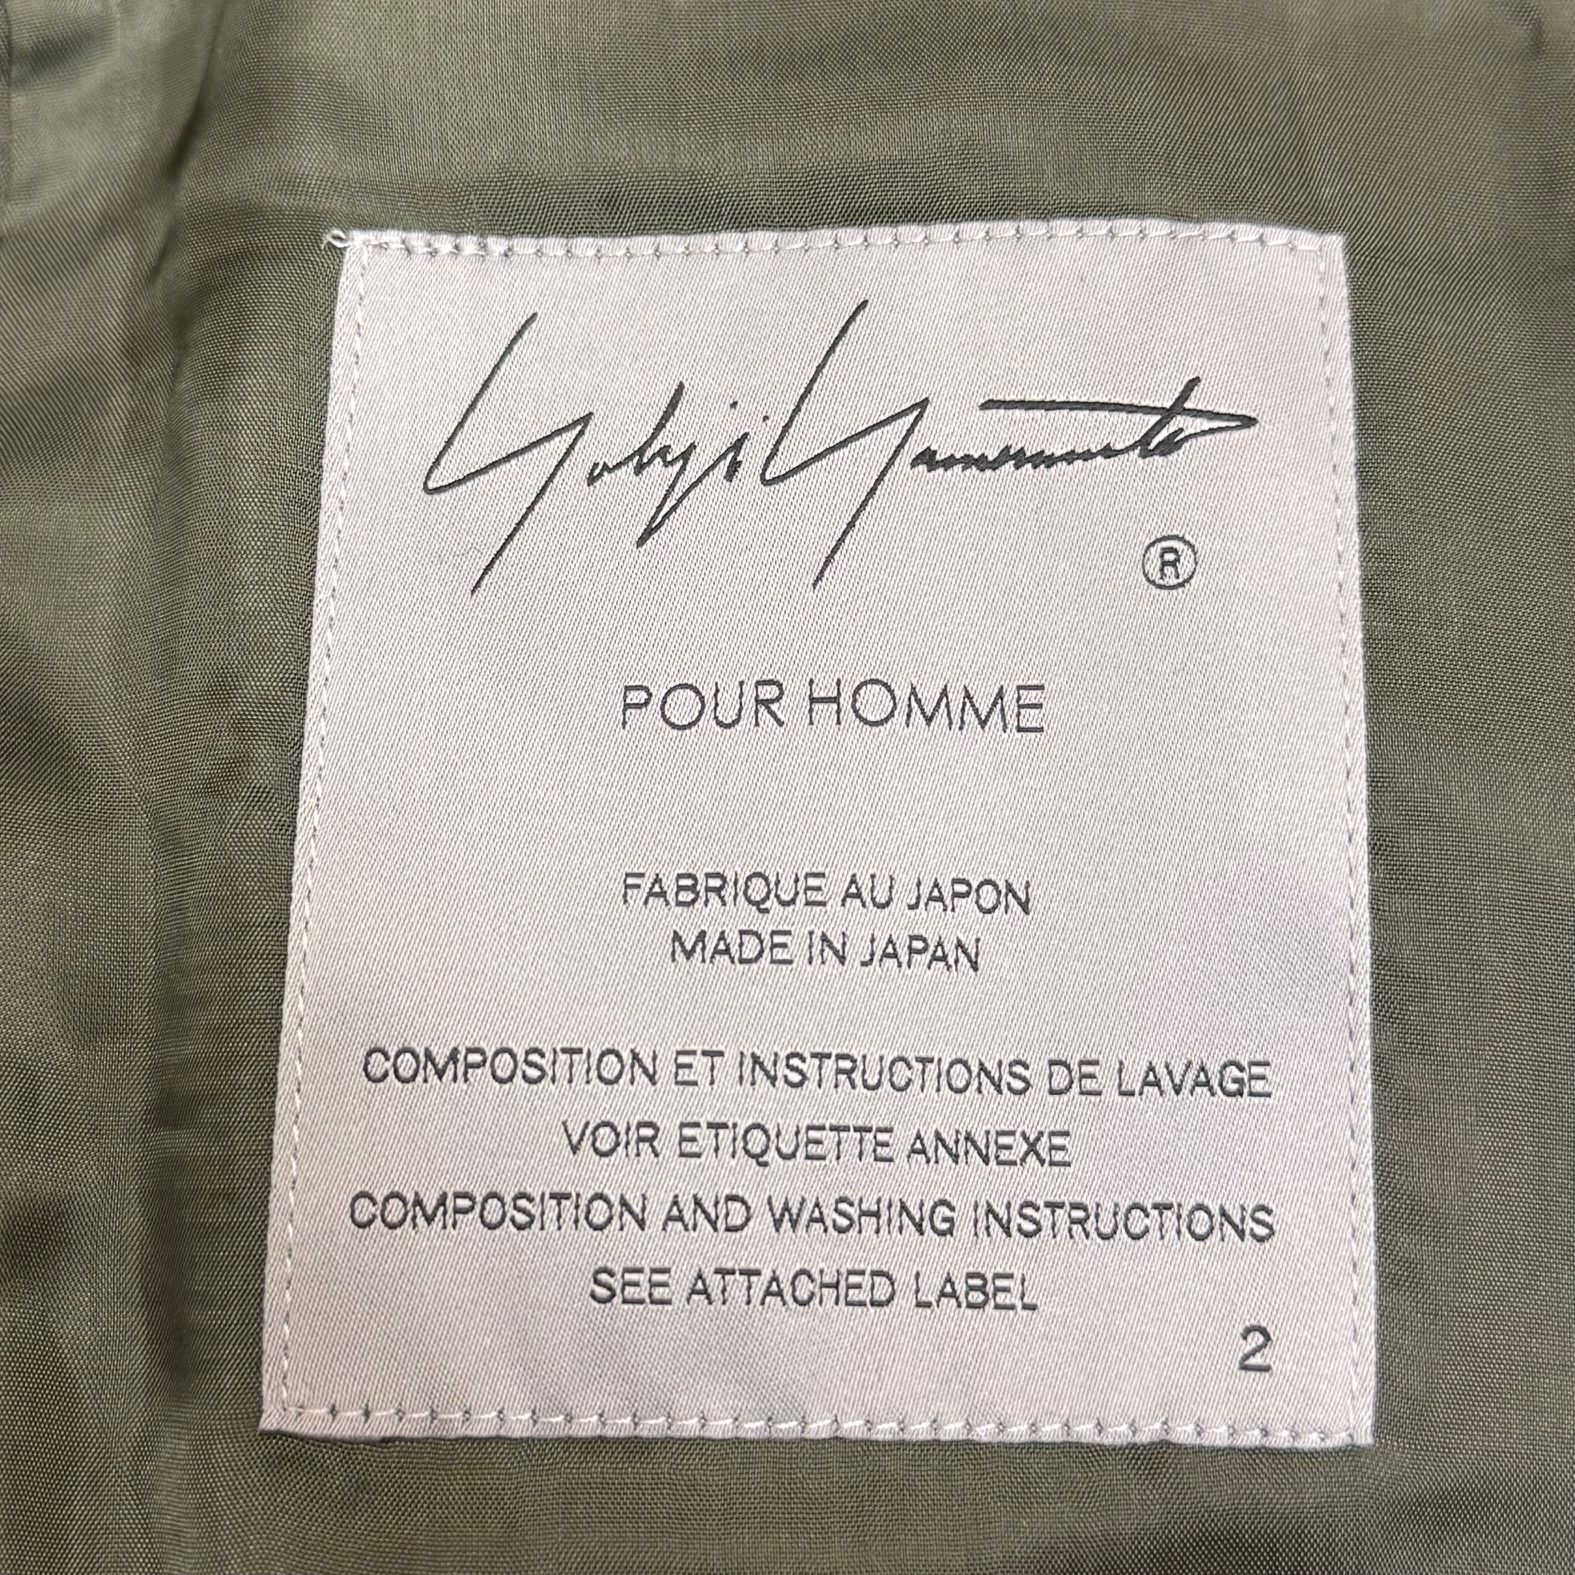 Yohji Yamamoto
®
POUR HOMME
FABRIQUE AU JAPON
MADE IN JAPAN
COMPOSITION ET INSTRUCTIONS DE LAVAGE
VOIR ETIQUETTE ANNEXE
COMPOSITION AND WASHING INSTRUCTIONS
SEE ATTACHED LABEL
2